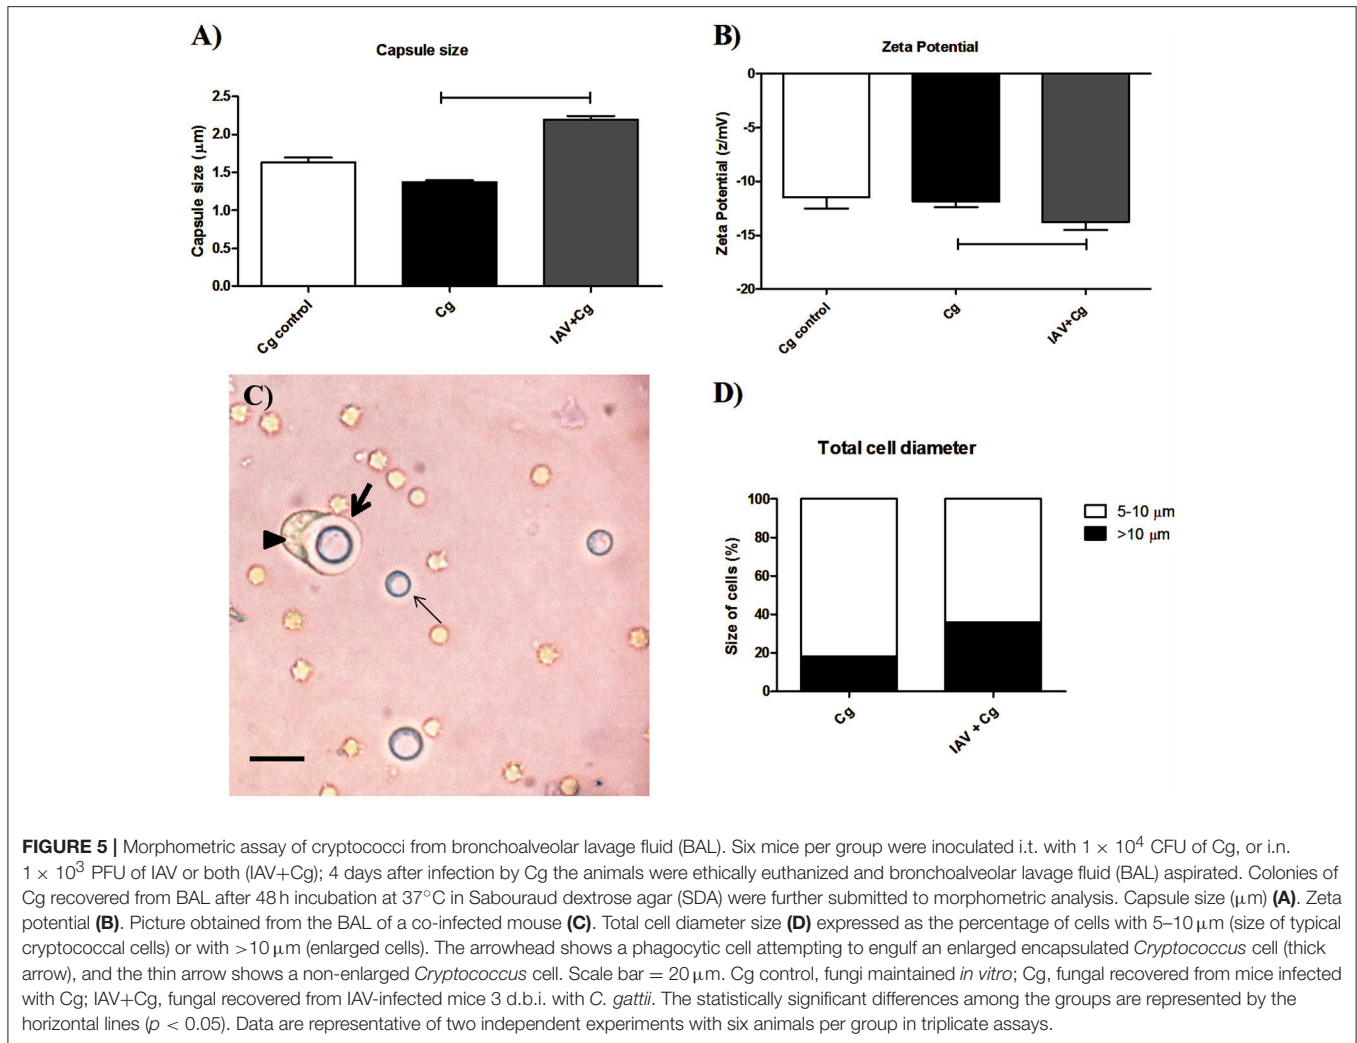 A)
Capsule size
Capsule size (μm)
2.5
2.0
1.5
1.0
0.5
0.0
Cg control
Cg
IAV+Cg
B)
Zeta Potential
Zeta Potential (z/mV)
0
-5
-10
-15
-20
Cg control
Cg
IAV+Cg
C)
D)
Total cell diameter
Size of cells (%)
100
80
60
40
20
0
Cg
IAV + Cg
5-10 μm
>10 μm
FIGURE 5 | Morphometric assay of cryptococci from bronchoalveolar lavage fluid (BAL). Six mice per group were inoculated i.t. with 1 × 10⁴ CFU of Cg, or i.n.
1 × 10³ PFU of IAV or both (IAV+Cg); 4 days after infection by Cg the animals were ethically euthanized and bronchoalveolar lavage fluid (BAL) aspirated. Colonies of
Cg recovered from BAL after 48 h incubation at 37°C in Sabouraud dextrose agar (SDA) were further submitted to morphometric analysis. Capsule size (μm) (A). Zeta
potential (B). Picture obtained from the BAL of a co-infected mouse (C). Total cell diameter size (D) expressed as the percentage of cells with 5–10 μm (size of typical
cryptococcal cells) or with >10 μm (enlarged cells). The arrowhead shows a phagocytic cell attempting to engulf an enlarged encapsulated Cryptococcus cell (thick
arrow), and the thin arrow shows a non-enlarged Cryptococcus cell. Scale bar = 20 μm. Cg control, fungi maintained in vitro; Cg, fungal recovered from mice infected
with Cg; IAV+Cg, fungal recovered from IAV-infected mice 3 d.b.i. with C. gattii. The statistically significant differences among the groups are represented by the
horizontal lines (p < 0.05). Data are representative of two independent experiments with six animals per group in triplicate assays.